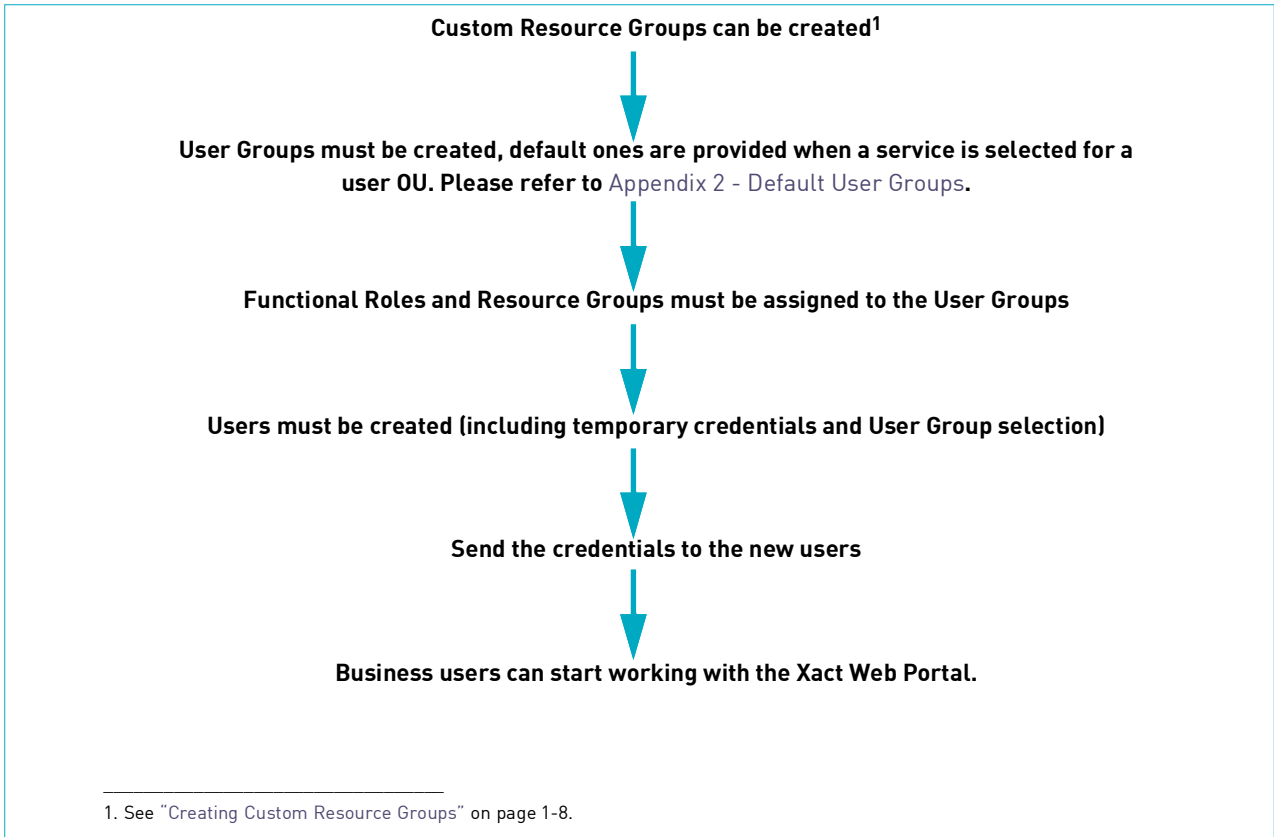 Custom Resource Groups can be created1
User Groups must be created, default ones are provided when a service is selected for a
user OU. Please refer to Appendix 2 - Default User Groups.
Functional Roles and Resource Groups must be assigned to the User Groups
Users must be created (including temporary credentials and User Group selection)
Send the credentials to the new users
Business users can start working with the Xact Web Portal.
1. See “Creating Custom Resource Groups” on page 1-8.